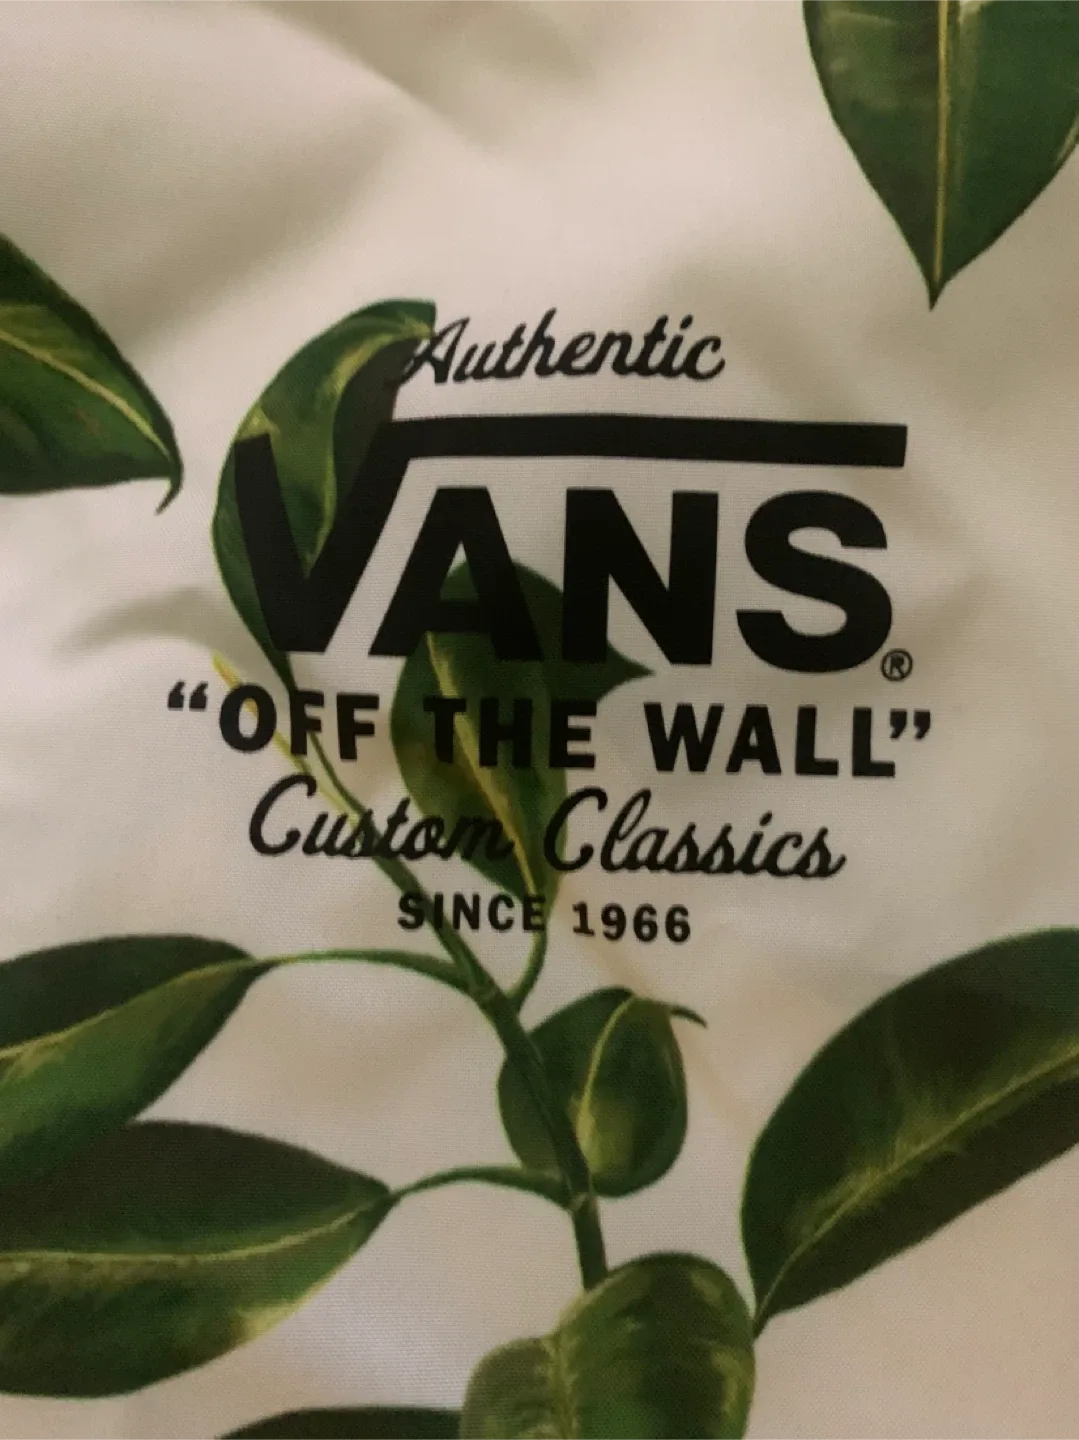 Authentic
VANS®
“OFF THE WALL”
Custom Classics
SINCE 1966